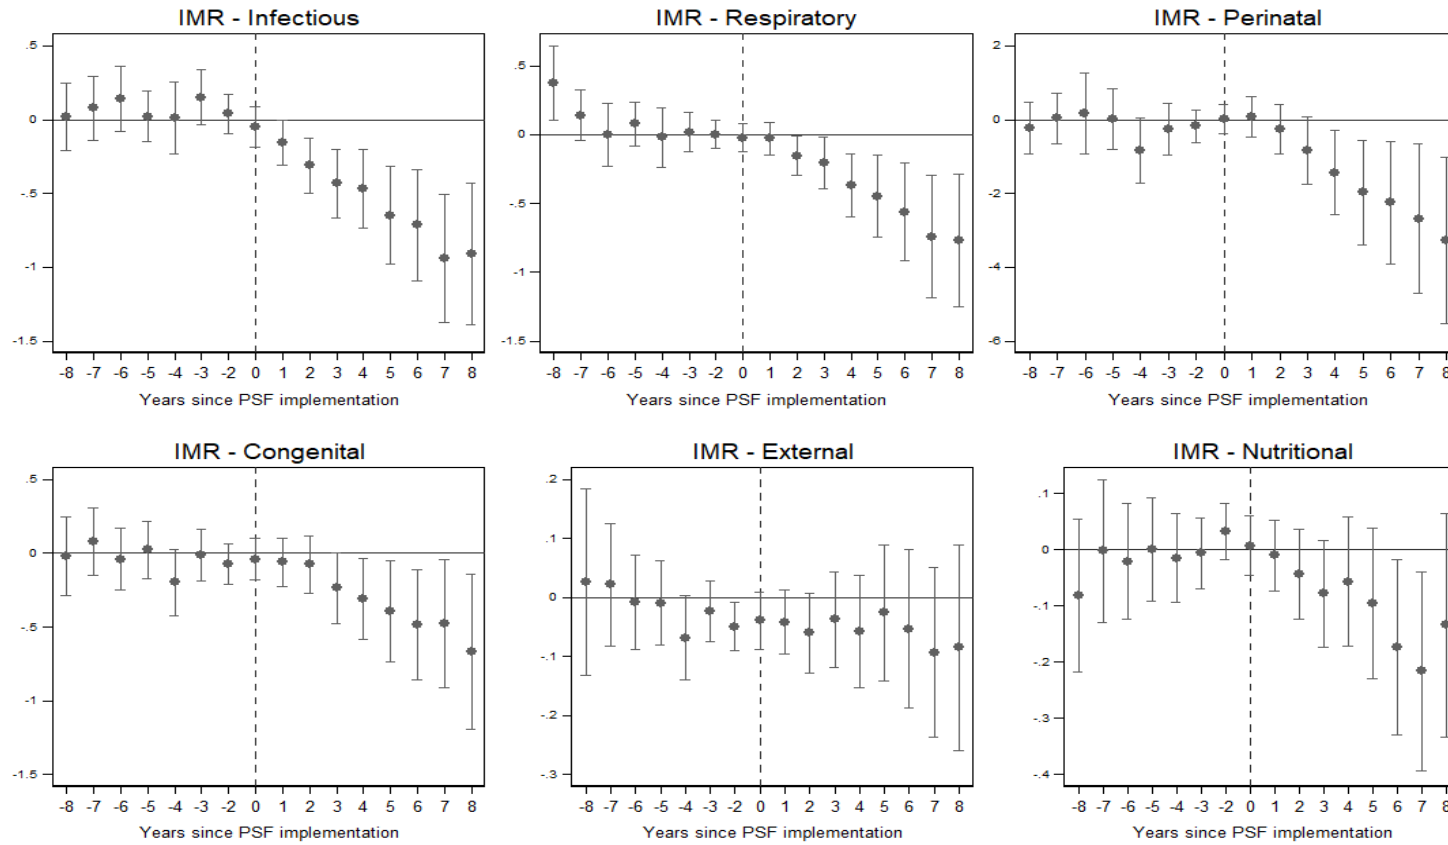 IMR - Infectious
.5
0
-.5
-1
-1.5
-8 -7 -6 -5 -4 -3 -2 0 1 2 3 4 5 6 7 8
Years since PSF implementation
IMR - Respiratory
.5
0
-.5
-1
-1.5
-8 -7 -6 -5 -4 -3 -2 0 1 2 3 4 5 6 7 8
Years since PSF implementation
IMR - Perinatal
2
0
-2
-4
-6
-8 -7 -6 -5 -4 -3 -2 0 1 2 3 4 5 6 7 8
Years since PSF implementation
IMR - Congenital
.5
0
-.5
-1
-1.5
-8 -7 -6 -5 -4 -3 -2 0 1 2 3 4 5 6 7 8
Years since PSF implementation
IMR - External
.2
.1
0
-.1
-.2
-.3
-8 -7 -6 -5 -4 -3 -2 0 1 2 3 4 5 6 7 8
Years since PSF implementation
IMR - Nutritional
.1
0
-.1
-.2
-.3
-.4
-8 -7 -6 -5 -4 -3 -2 0 1 2 3 4 5 6 7 8
Years since PSF implementation